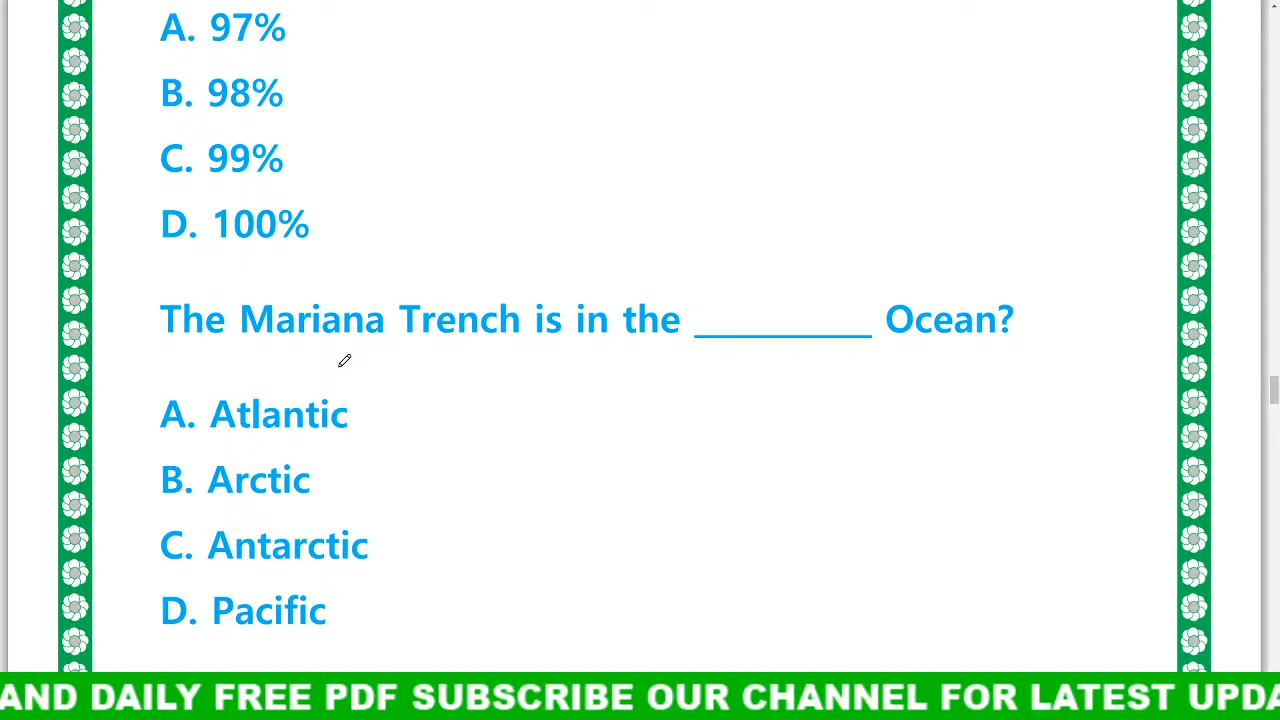 A. 97%
B. 98%
C. 99%
D. 100%
The Mariana Trench is in the __________ Ocean?
A. Atlantic
B. Arctic
C. Antarctic
D. Pacific
AND DAILY FREE PDF SUBSCRIBE OUR CHANNEL FOR LATEST UPDA